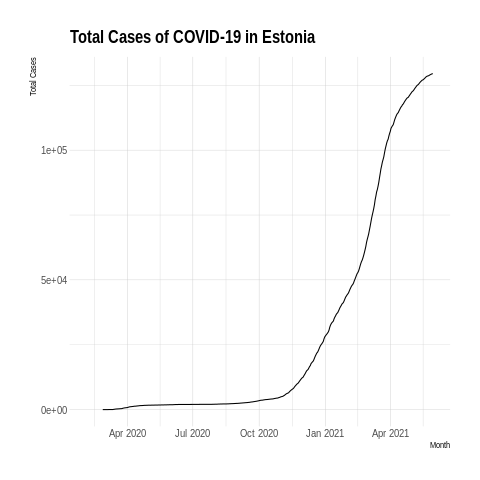 Total Cases of COVID-19 in Estonia
Total Cases
1e+05
5e+04
0e+00
Apr 2020 Jul 2020 Oct 2020 Jan 2021 Apr 2021
Month